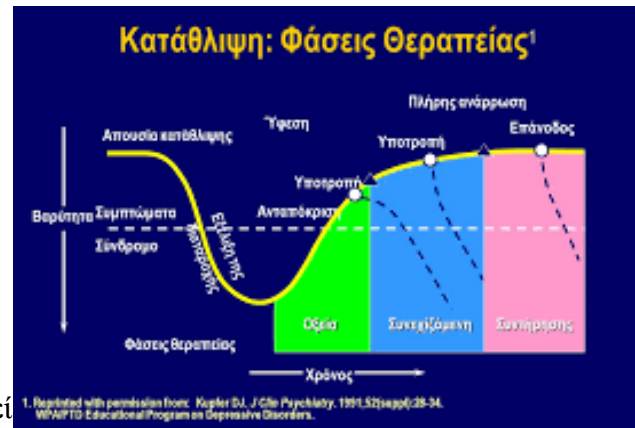 Κατάθλιψη: Φάσεις Θεραπείας¹
Πλήρης ανάρρωση
Ύφεση
Επάνοδος
Απουσία κατάθλιψης
Υποτροπή
Υποτροπή
Βαρύτητα
Συμπτώματα
Ανταπόκριση
Σύνδρομο
Εξέλιξη της
Οξεία
Συνεχιζόμενη
Συντήρησης
Φάσεις θεραπείας
Χρόνος
1. Reprinted with permission from: Kupfer DJ, J Clin Psychiatry. 1991,52(suppl):28-34.
WPA/PTD Educational Program on Depressive Disorders.